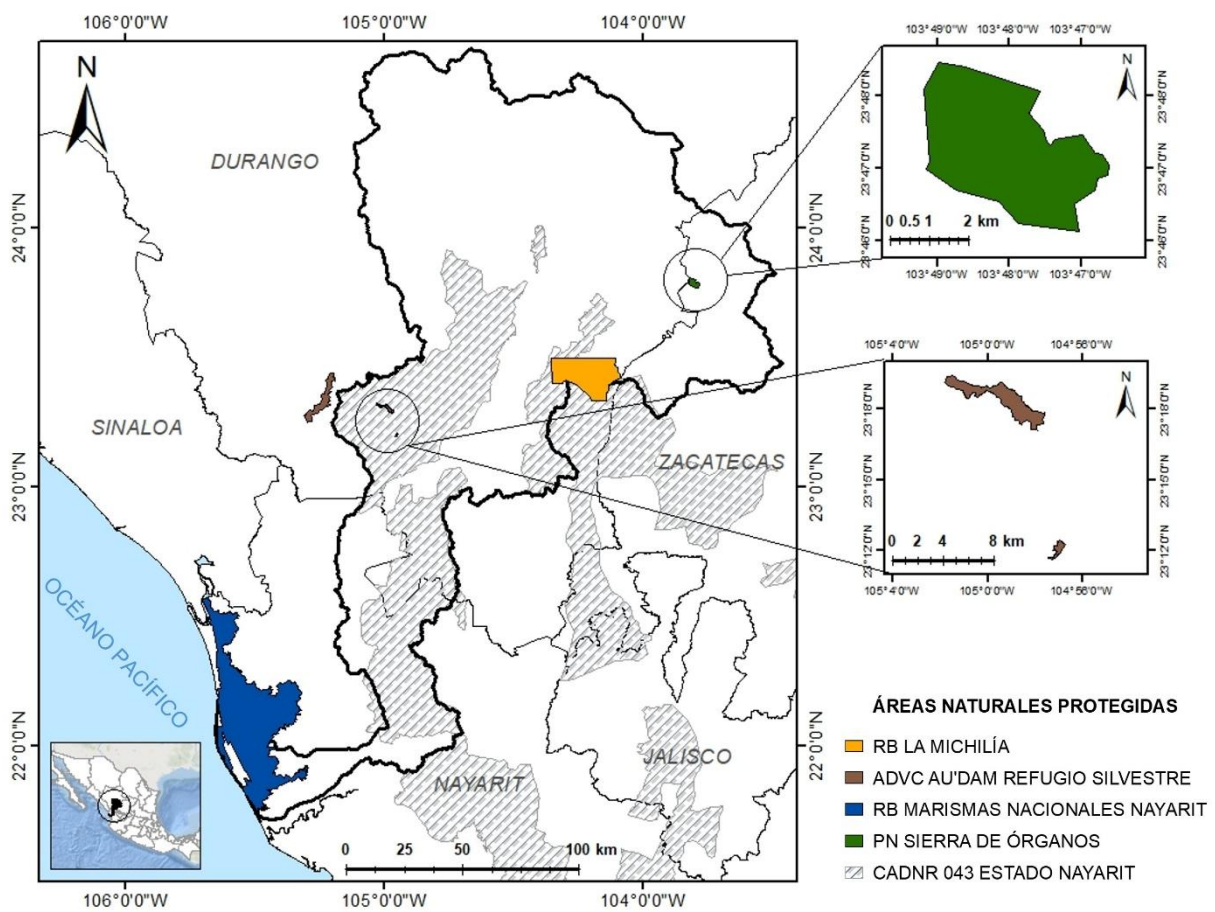 106°0'0"W 105°0'0"W 104°0'0"W
N
DURANGO
SINALOA
ZACATECAS
OCÉANO PACÍFICO
NAYARIT
JALISCO
24°0'0"N
23°0'0"N
22°0'0"N
24°0'0"N
23°0'0"N
22°0'0"N
0 25 50 100 km
106°0'0"W 105°0'0"W 104°0'0"W
103°49'0"W 103°48'0"W 103°47'0"W
N
23°48'0"N
23°47'0"N
23°46'0"N
23°48'0"N
23°47'0"N
23°46'0"N
0 0.5 1 2 km
103°49'0"W 103°48'0"W 103°47'0"W
105°4'0"W 105°0'0"W 104°56'0"W
N
23°18'0"N
23°15'0"N
23°12'0"N
23°18'0"N
23°15'0"N
23°12'0"N
0 2 4 8 km
105°4'0"W 105°0'0"W 104°56'0"W
ÁREAS NATURALES PROTEGIDAS
RB LA MICHILÍA
ADVC AU'DAM REFUGIO SILVESTRE
RB MARISMAS NACIONALES NAYARIT
PN SIERRA DE ÓRGANOS
CADNR 043 ESTADO NAYARIT